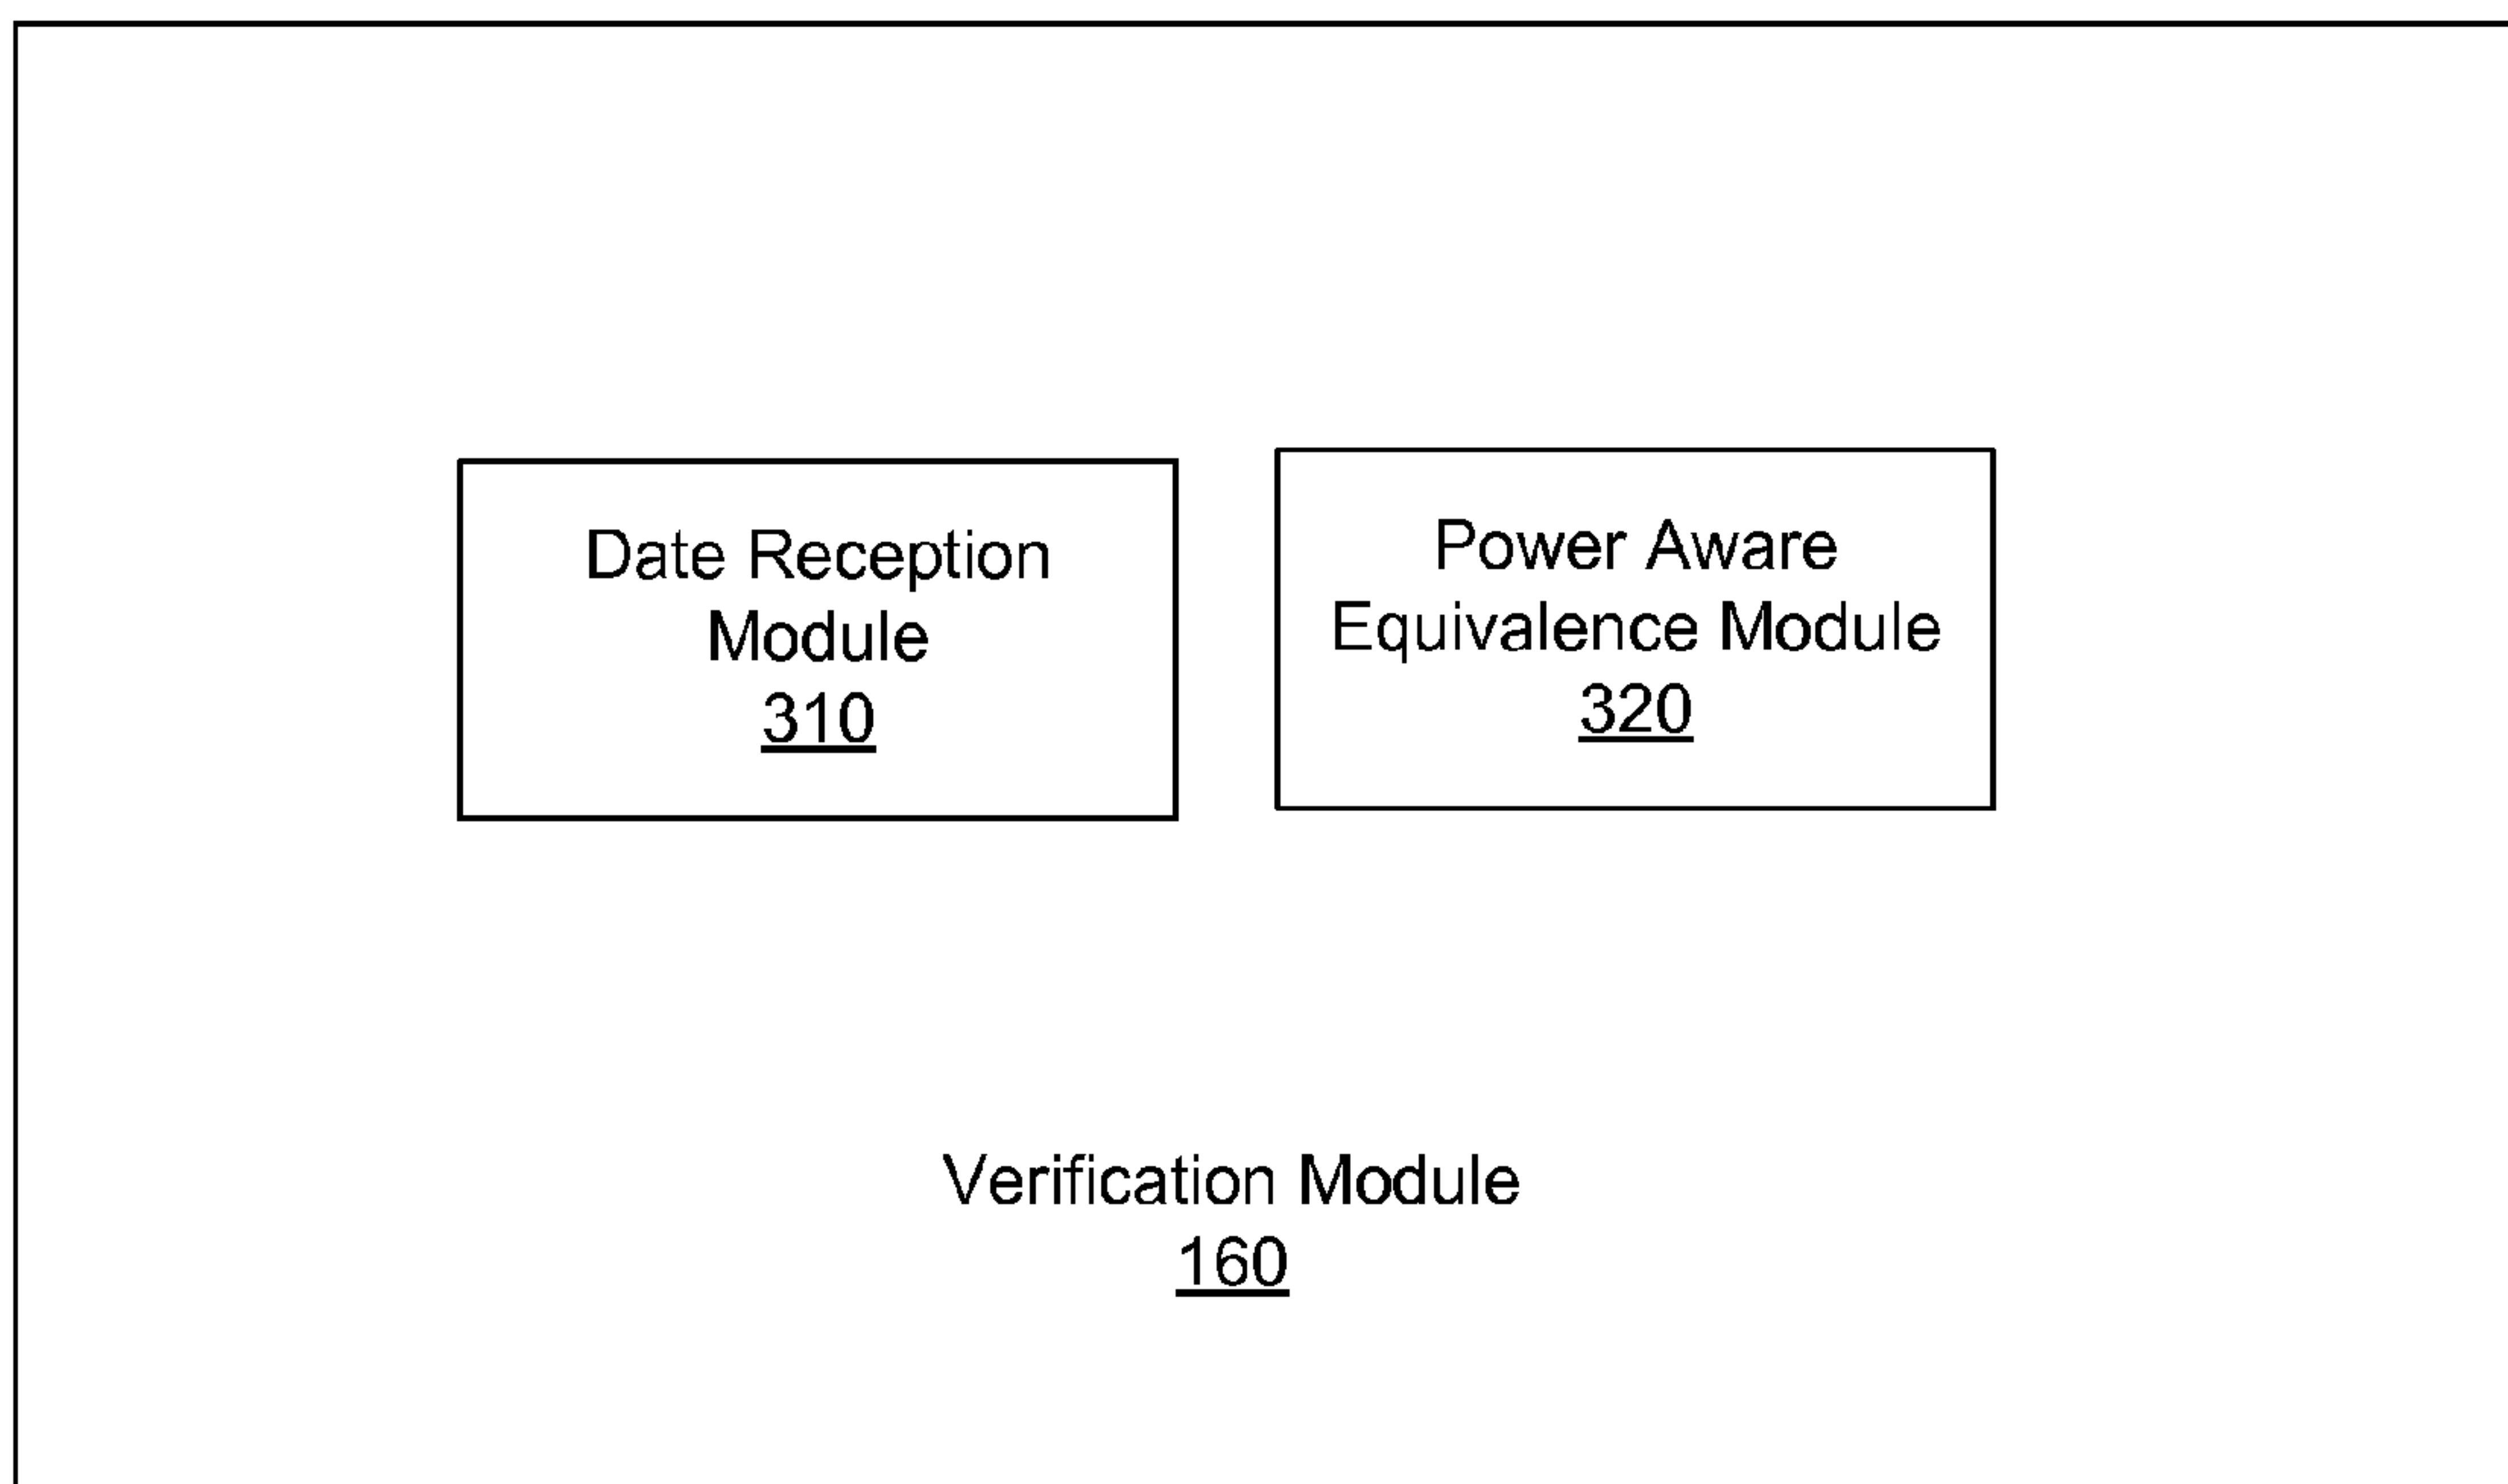 Date Reception
Module
310
Power Aware
Equivalence Module
320
Verification Module
160